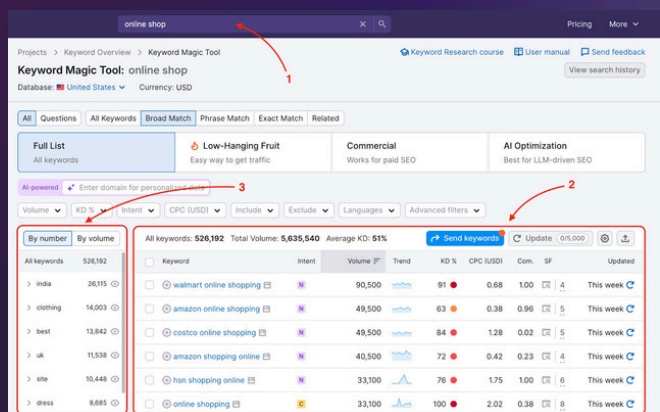 online shop
Pricing
More
1
Projects > Keyword Overview > Keyword Magic Tool
Keyword Research course
User manual
Send feedback
Keyword Magic Tool: online shop
View search history
Database: United States Currency: USD
All Questions All Keywords Broad Match Phrase Match Exact Match Related
Full List
All keywords
Low-Hanging Fruit
Easy way to get traffic
Commercial
Works for paid SEO
AI Optimization
Best for LLM-driven SEO
AI-powered Enter domain for personalized data
3
2
Volume KD % Intent CPC (USD) Include Exclude Languages Advanced filters
By number By volume
All keywords: 526,192 Total Volume: 5,635,540 Average KD: 51%
Send keywords
Update 0/5,000
All keywords 526,192
Keyword Intent Volume Trend KD % CPC (USD) Com. SF Updated
india 26,115
walmart online shopping N 90,500 91 0.68 1.00 4 This week
clothing 14,003
amazon online shopping N 49,500 63 0.38 0.96 5 This week
best 13,842
costco online shopping N 49,500 84 1.28 0.02 5 This week
uk 11,538
amazon shopping online N 40,500 72 0.42 0.23 4 This week
site 10,448
hsn shopping online N 33,100 76 1.75 1.00 6 This week
dress 8,685
online shopping C 33,100 100 2.02 0.38 8 This week